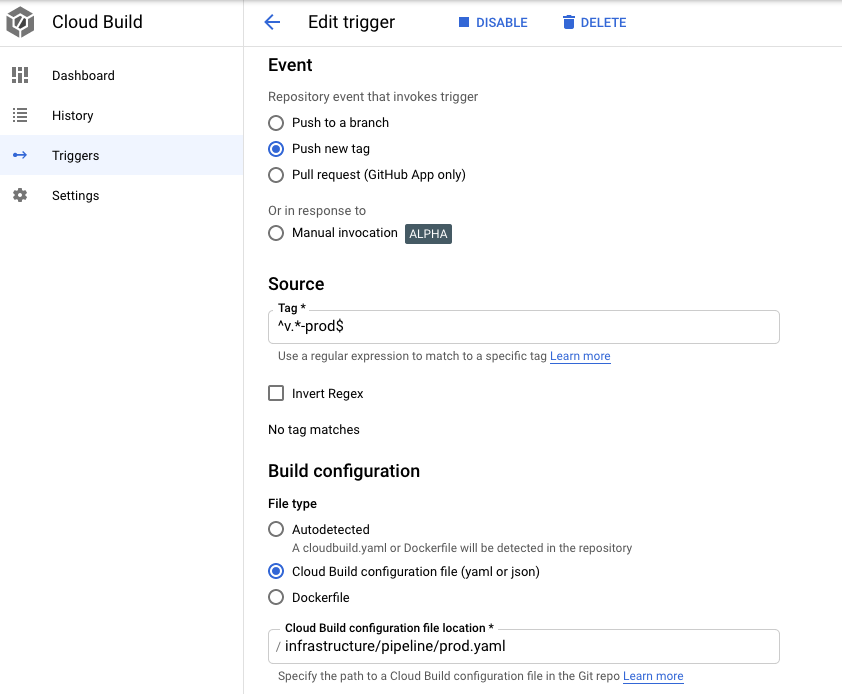 Cloud Build
Edit trigger
DISABLE
DELETE
Dashboard
History
Triggers
Settings
Event
Repository event that invokes trigger
Push to a branch
Push new tag
Pull request (GitHub App only)
Or in response to
Manual invocation ALPHA
Source
Tag *
^v.*-prod$
Use a regular expression to match to a specific tag Learn more
Invert Regex
No tag matches
Build configuration
File type
Autodetected
A cloudbuild.yaml or Dockerfile will be detected in the repository
Cloud Build configuration file (yaml or json)
Dockerfile
Cloud Build configuration file location *
/ infrastructure/pipeline/prod.yaml
Specify the path to a Cloud Build configuration file in the Git repo Learn more